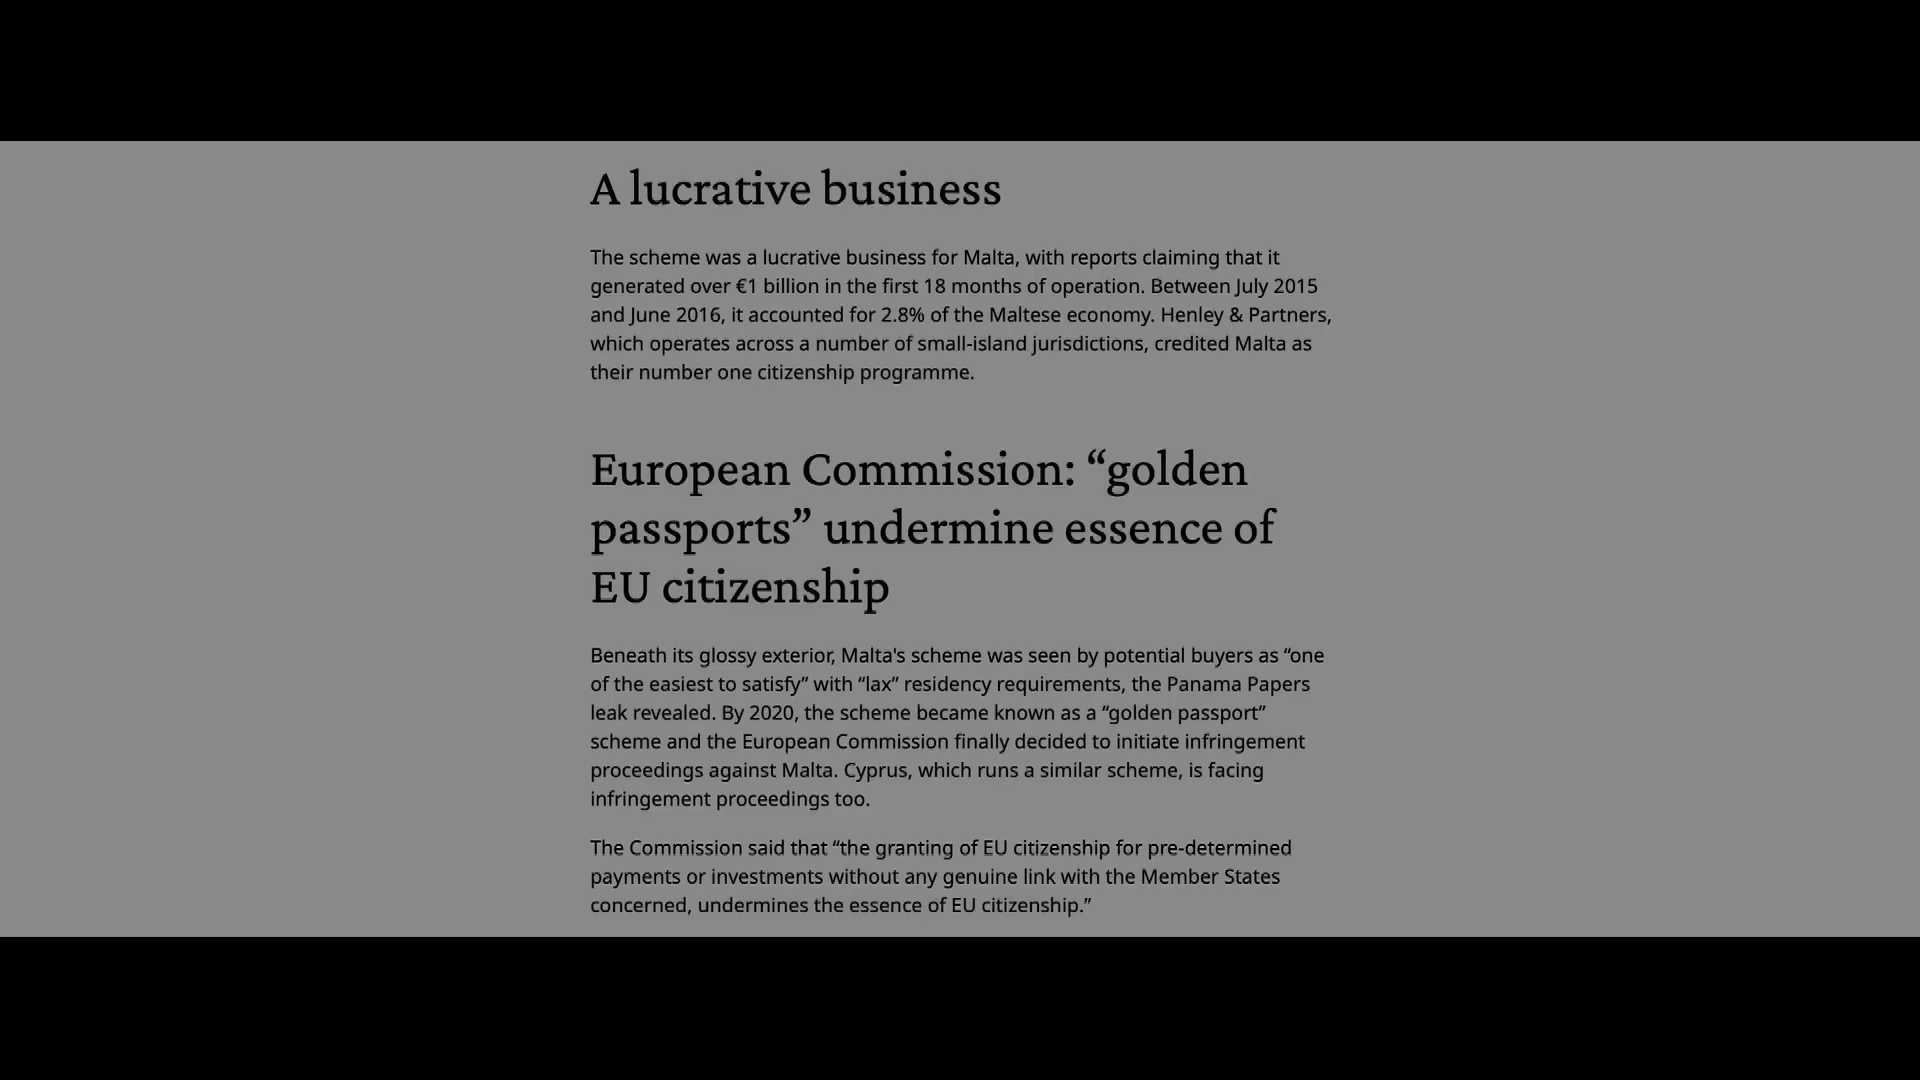 A lucrative business
The scheme was a lucrative business for Malta, with reports claiming that it
generated over €1 billion in the first 18 months of operation. Between July 2015
and June 2016, it accounted for 2.8% of the Maltese economy. Henley & Partners,
which operates across a number of small-island jurisdictions, credited Malta as
their number one citizenship programme.
European Commission: “golden
passports” undermine essence of
EU citizenship
Beneath its glossy exterior, Malta's scheme was seen by potential buyers as “one
of the easiest to satisfy” with “lax” residency requirements, the Panama Papers
leak revealed. By 2020, the scheme became known as a “golden passport”
scheme and the European Commission finally decided to initiate infringement
proceedings against Malta. Cyprus, which runs a similar scheme, is facing
infringement proceedings too.
The Commission said that “the granting of EU citizenship for pre-determined
payments or investments without any genuine link with the Member States
concerned, undermines the essence of EU citizenship.”